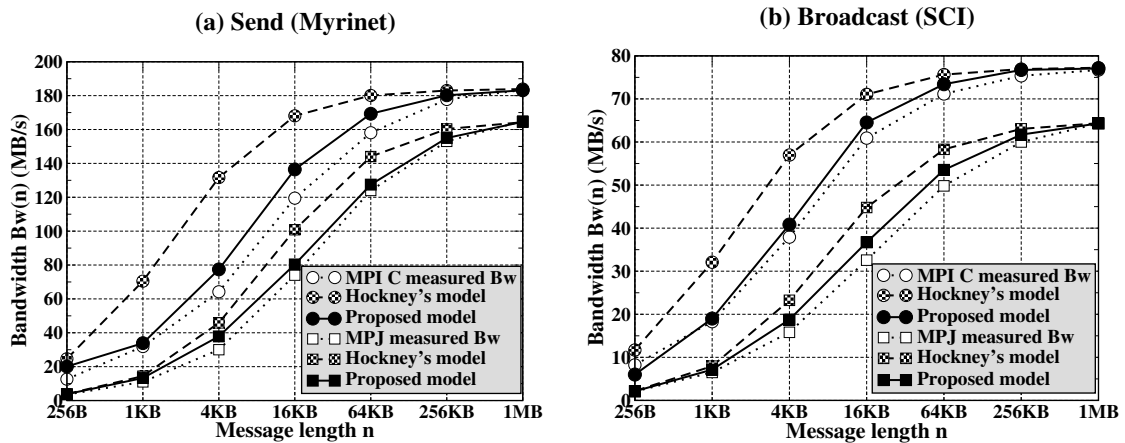 (a) Send (Myrinet)
Bandwidth Bw(n) (MB/s)
200
180
160
140
120
100
80
60
40
20
0
256B 1KB 4KB 16KB 64KB 256KB 1MB
Message length n
MPI C measured Bw
Hockney's model
Proposed model
MPJ measured Bw
Hockney's model
Proposed model
(b) Broadcast (SCI)
Bandwidth Bw(n) (MB/s)
80
70
60
50
40
30
20
10
0
256B 1KB 4KB 16KB 64KB 256KB 1MB
Message length n
MPI C measured Bw
Hockney's model
Proposed model
MPJ measured Bw
Hockney's model
Proposed model